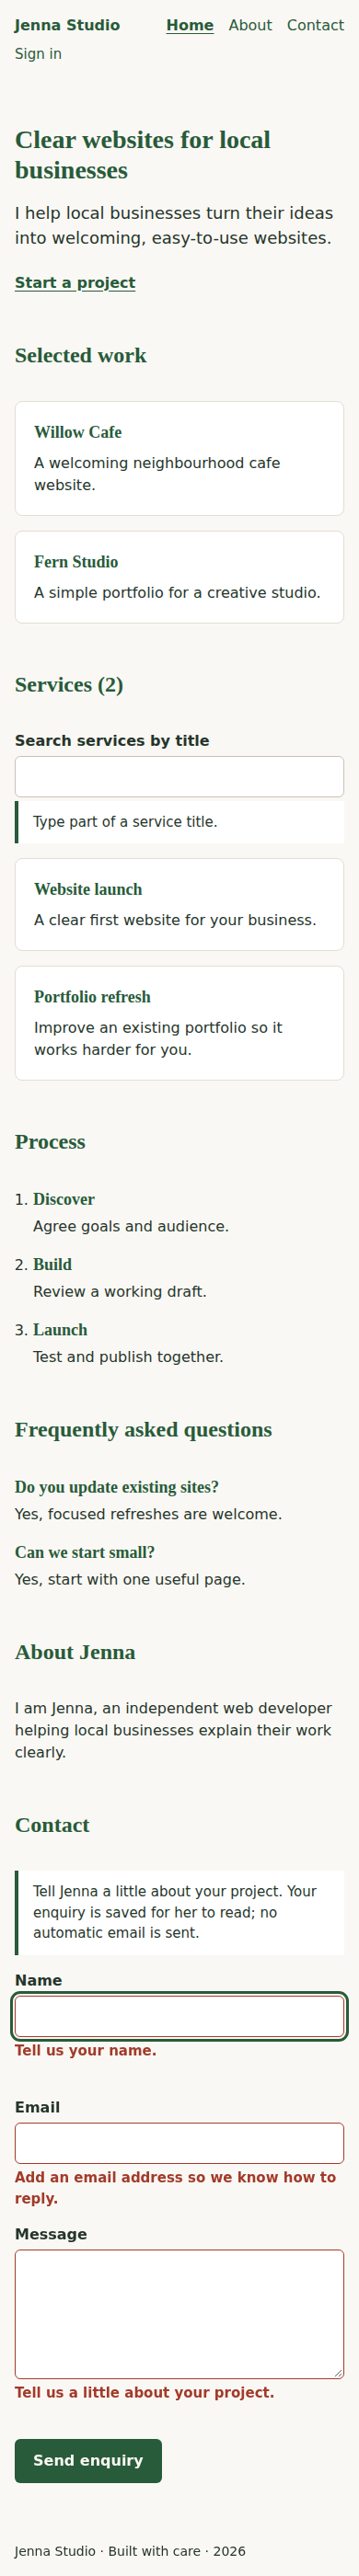 Jenna Studio Home About Contact
Sign in
Clear websites for local
businesses
I help local businesses turn their ideas
into welcoming, easy-to-use websites.
Start a project
Selected work
Willow Cafe
A welcoming neighbourhood cafe
website.
Fern Studio
A simple portfolio for a creative studio.
Services (2)
Search services by title
Type part of a service title.
Website launch
A clear first website for your business.
Portfolio refresh
Improve an existing portfolio so it
works harder for you.
Process
1. Discover
Agree goals and audience.
2. Build
Review a working draft.
3. Launch
Test and publish together.
Frequently asked questions
Do you update existing sites?
Yes, focused refreshes are welcome.
Can we start small?
Yes, start with one useful page.
About Jenna
I am Jenna, an independent web developer
helping local businesses explain their work
clearly.
Contact
Tell Jenna a little about your project. Your
enquiry is saved for her to read; no
automatic email is sent.
Name
Tell us your name.
Email
Add an email address so we know how to
reply.
Message
Tell us a little about your project.
Send enquiry
Jenna Studio · Built with care · 2026